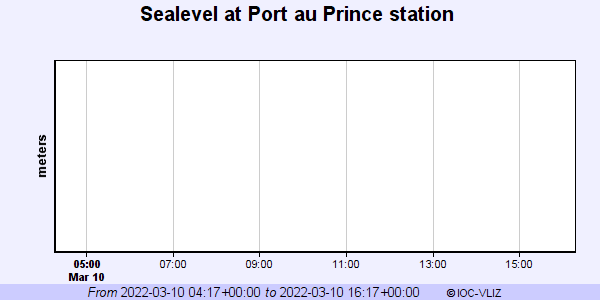 Sealevel at Port au Prince station
meters
05:00 07:00 09:00 11:00 13:00 15:00
Mar 10
From 2022-03-10 04:17+00:00 to 2022-03-10 16:17+00:00 © IOC-VLIZ